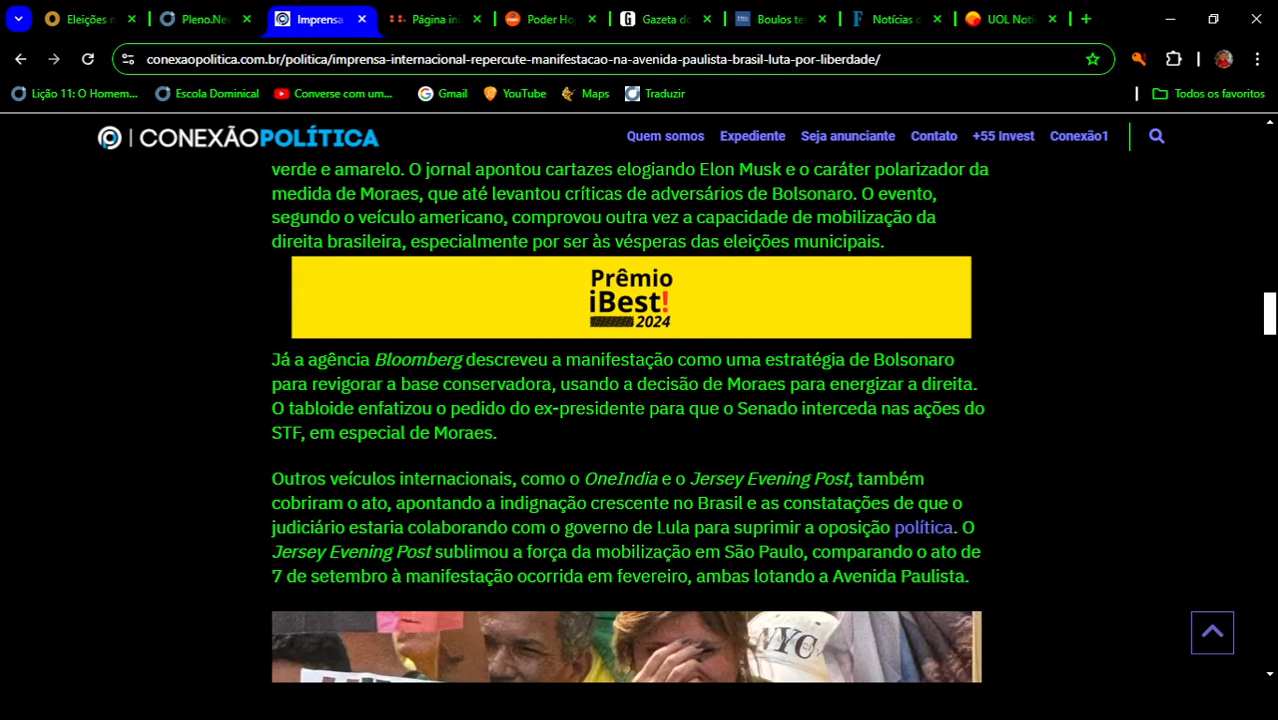 Eleições n
Pleno.Nev
Imprensa
Página ini
Poder Ho
Gazeta do
Boulos te
Notícias d
UOL Notí
conexaopolitica.com.br/politica/imprensa-internacional-repercute-manifestacao-na-avenida-paulista-brasil-luta-por-liberdade/
Lição 11: O Homem...
Escola Dominical
Converse com um...
Gmail
YouTube
Maps
Traduzir
Todos os favoritos
CONEXÃOPOLÍTICA
Quem somos
Expediente
Seja anunciante
Contato
+55 Invest
Conexão1
verde e amarelo. O jornal apontou cartazes elogiando Elon Musk e o caráter polarizador da
medida de Moraes, que até levantou críticas de adversários de Bolsonaro. O evento,
segundo o veículo americano, comprovou outra vez a capacidade de mobilização da
direita brasileira, especialmente por ser às vésperas das eleições municipais.
Prêmio
iBest!
2024
Já a agência Bloomberg descreveu a manifestação como uma estratégia de Bolsonaro
para revigorar a base conservadora, usando a decisão de Moraes para energizar a direita.
O tabloide enfatizou o pedido do ex-presidente para que o Senado interceda nas ações do
STF, em especial de Moraes.
Outros veículos internacionais, como o OneIndia e o Jersey Evening Post, também
cobriram o ato, apontando a indignação crescente no Brasil e as constatações de que o
judiciário estaria colaborando com o governo de Lula para suprimir a oposição política. O
Jersey Evening Post sublimou a força da mobilização em São Paulo, comparando o ato de
7 de setembro à manifestação ocorrida em fevereiro, ambas lotando a Avenida Paulista.
NYC